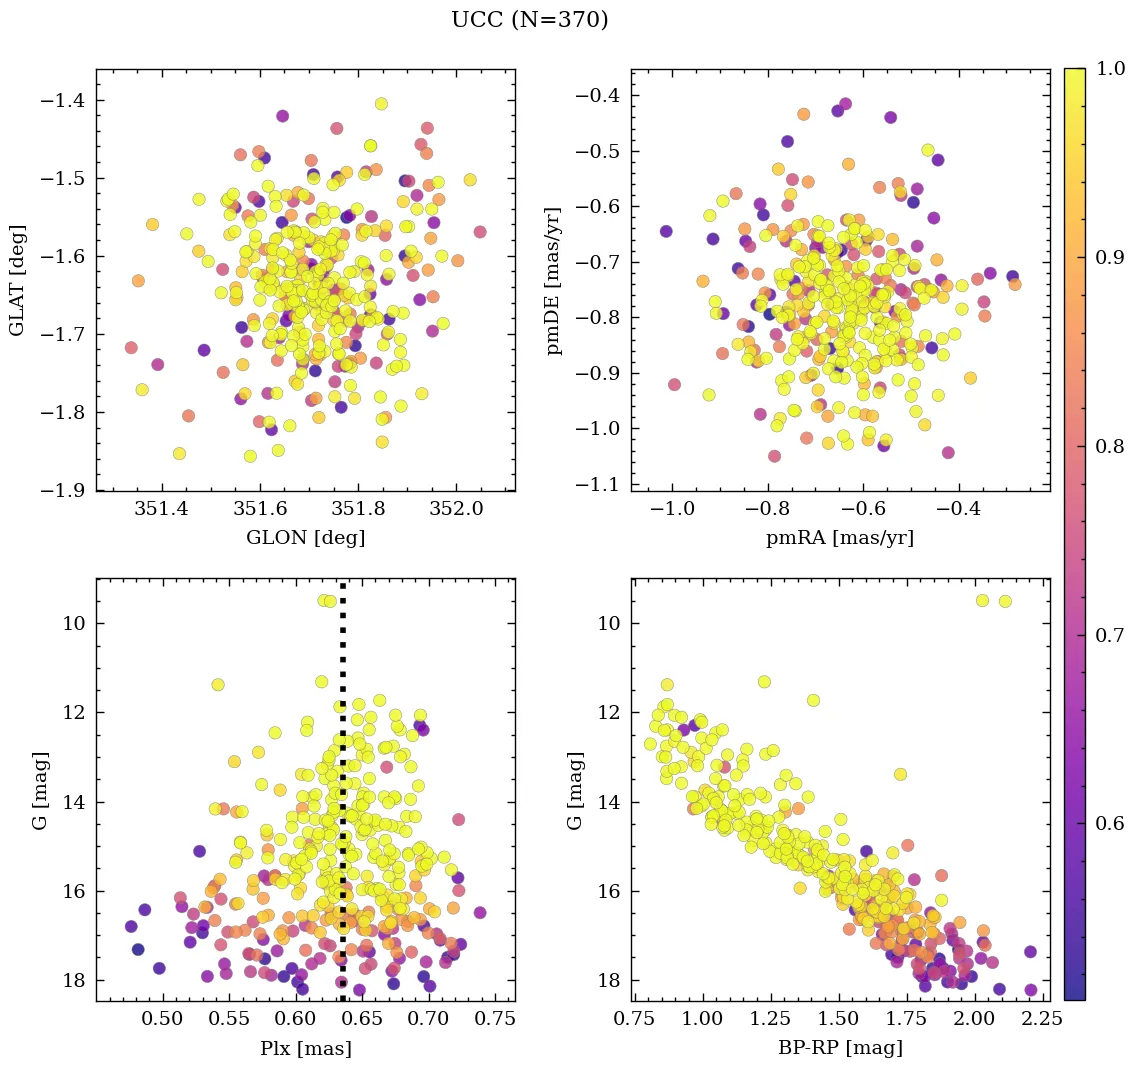 UCC (N=370)
−1.4
−1.5
−1.6
−1.7
−1.8
−1.9
GLAT [deg]
351.4 351.6 351.8 352.0
GLON [deg]
−0.4
−0.5
−0.6
−0.7
−0.8
−0.9
−1.0
−1.1
pmDE [mas/yr]
−1.0 −0.8 −0.6 −0.4
pmRA [mas/yr]
1.0
0.9
0.8
0.7
0.6
10
12
14
16
18
G [mag]
0.50 0.55 0.60 0.65 0.70 0.75
Plx [mas]
10
12
14
16
18
G [mag]
0.75 1.00 1.25 1.50 1.75 2.00 2.25
BP-RP [mag]